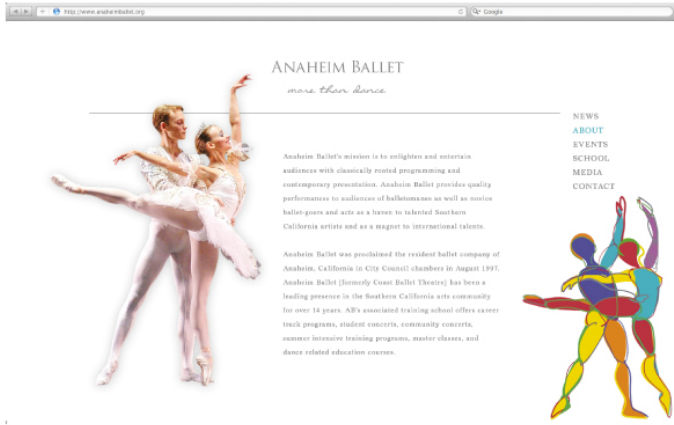 http://www.anaheimballet.org
Google
ANAHEIM BALLET
more than dance
NEWS
ABOUT
EVENTS
SCHOOL
MEDIA
CONTACT
Anaheim Ballet's mission is to enlighten and entertain
audiences with classically rooted programming and
contemporary presentation. Anaheim Ballet provides quality
performances to audiences of balletomanes as well as novice
ballet-goers and acts as a haven to talented Southern
California artists and as a magnet to international talents.
Anaheim Ballet was proclaimed the resident ballet company of
Anaheim, California in City Council chambers in August 1997.
Anaheim Ballet [formerly Coast Ballet Theatre] has been a
leading presence in the Southern California arts community
for over 14 years. AB's associated training school offers career
track programs, student concerts, community concerts,
summer intensive training programs, master classes, and
dance related education courses.